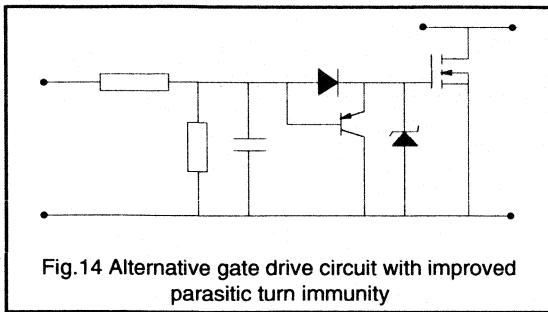 Fig.14 Alternative gate drive circuit with improved
parasitic turn immunity